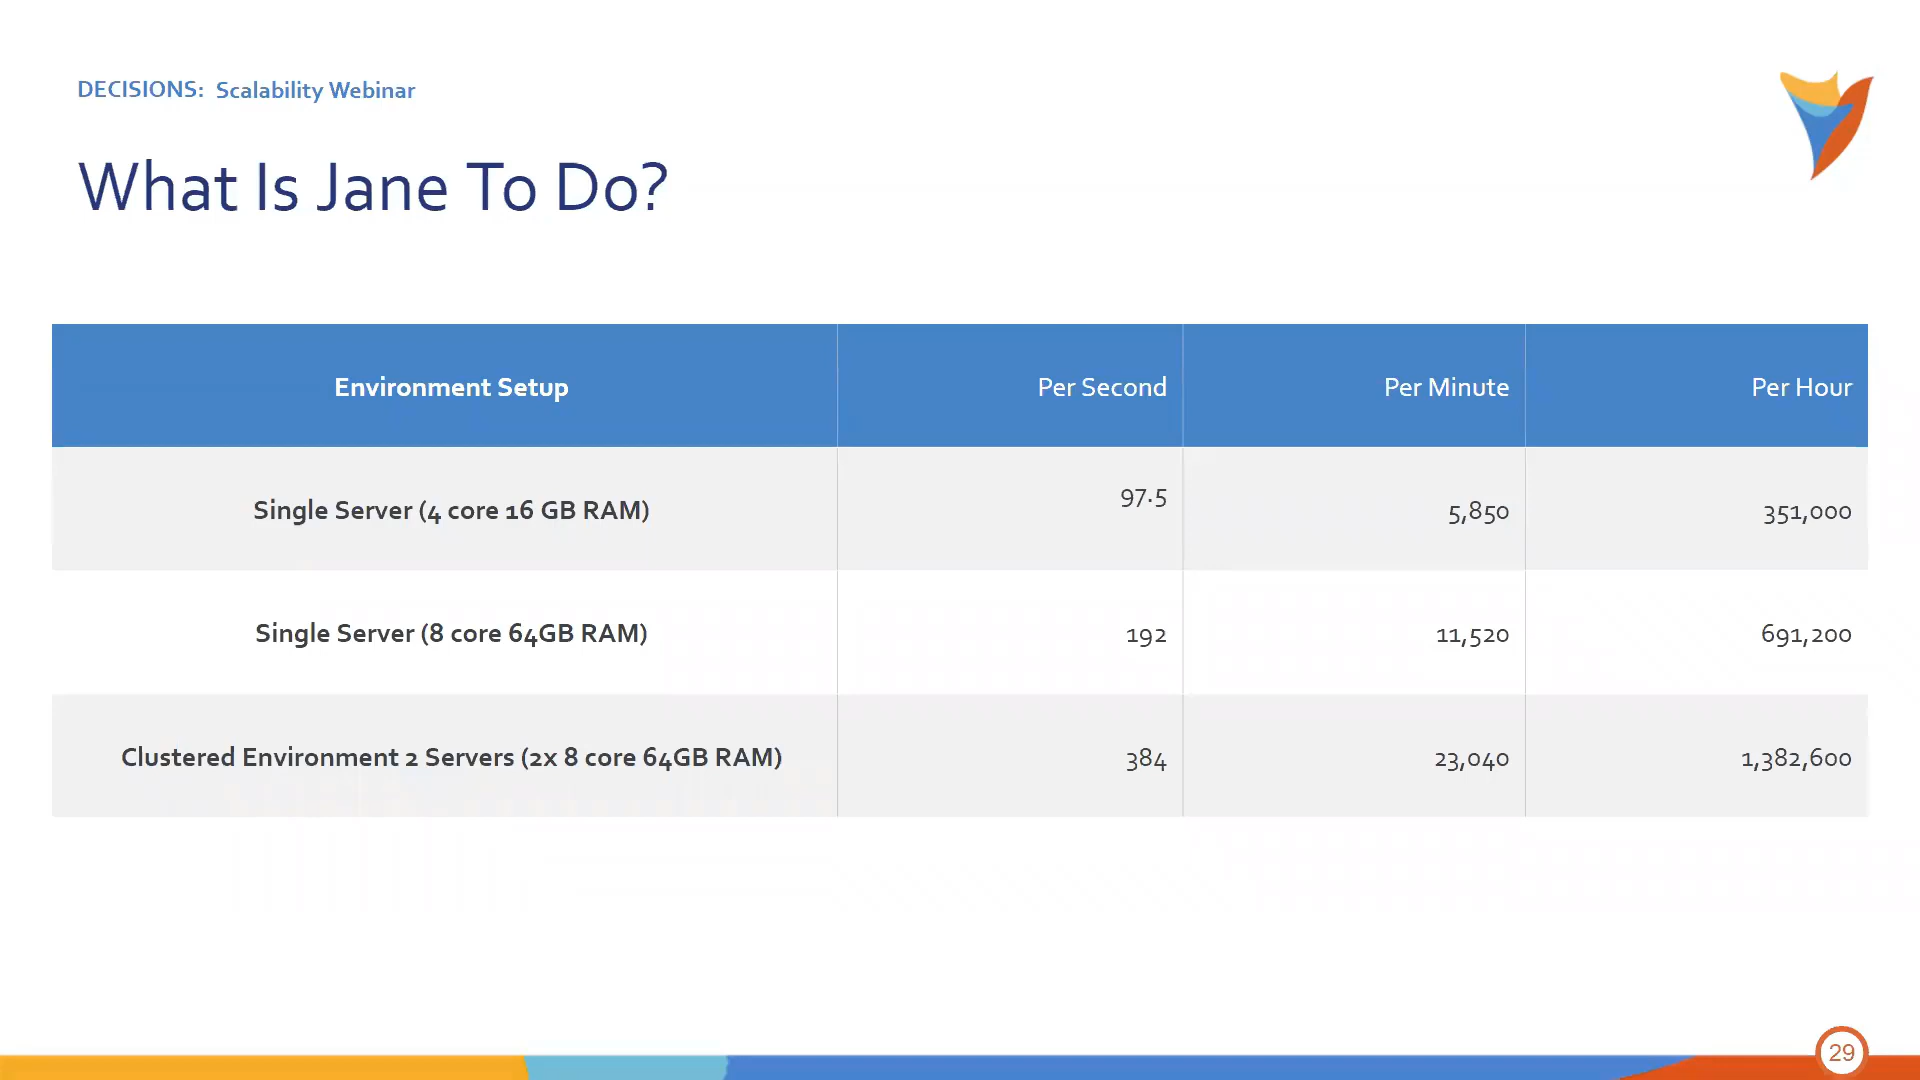 DECISIONS: Scalability Webinar
What Is Jane To Do?
Environment Setup Per Second Per Minute Per Hour
Single Server (4 core 16 GB RAM) 97.5 5,850 351,000
Single Server (8 core 64GB RAM) 192 11,520 691,200
Clustered Environment 2 Servers (2x 8 core 64GB RAM) 384 23,040 1,382,600
29